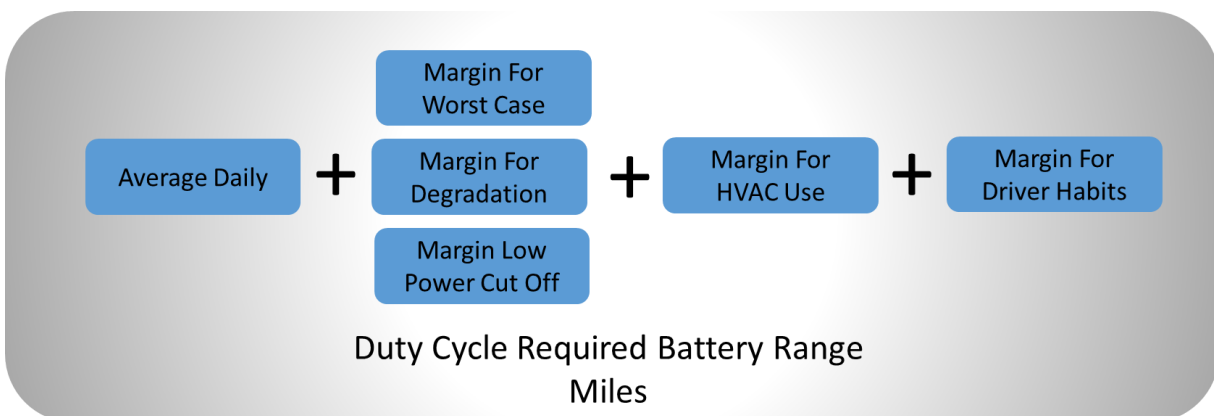 Average Daily
+
Margin For
Worst Case
Margin For
Degradation
Margin Low
Power Cut Off
+
Margin For
HVAC Use
+
Margin For
Driver Habits
Duty Cycle Required Battery Range
Miles